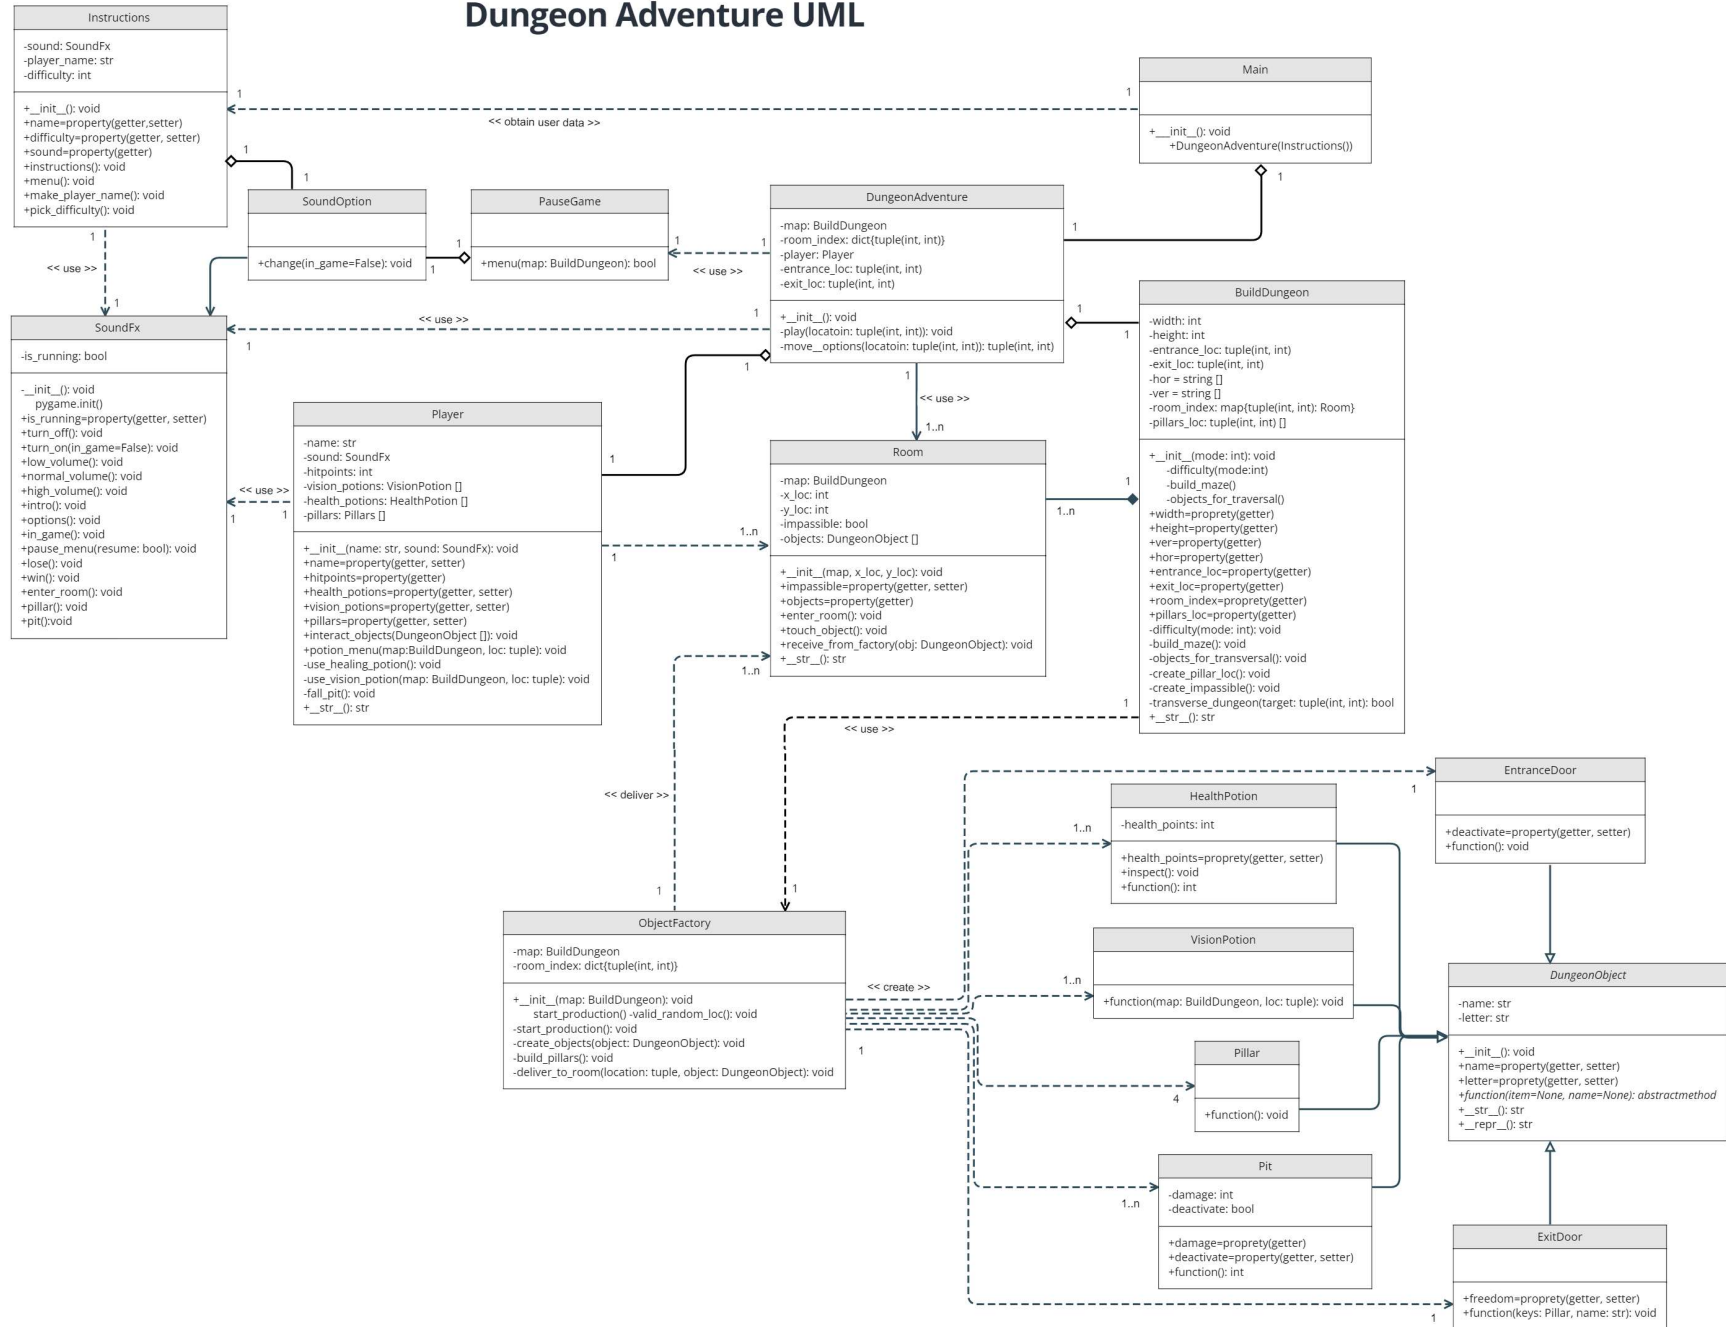 Dungeon Adventure UML
Instructions
-sound: SoundFx
-player_name: str
-difficulty: int
+__init__(): void
+name=property(getter,setter)
+difficulty=property(getter, setter)
+sound=property(getter)
+instructions(): void
+menu(): void
+make_player_name(): void
+pick_difficulty(): void
1
1
<< obtain user data >>
Main
+___init__(): void
+DungeonAdventure(Instructions())
1
1
1
1
SoundOption
+change(in_game=False): void
1
1
PauseGame
+menu(map: BuildDungeon): bool
1
1
<< use >>
DungeonAdventure
-map: BuildDungeon
-room_index: dict{tuple(int, int)}
-player: Player
-entrance_loc: tuple(int, int)
-exit_loc: tuple(int, int)
+__init__(): void
-play(locatoin: tuple(int, int)): void
-move__options(locatoin: tuple(int, int)): tuple(int, int)
1
<< use >>
1
SoundFx
-is_running: bool
-__init__(): void
pygame.init()
+is_running=property(getter, setter)
+turn_off(): void
+turn_on(in_game=False): void
+low_volume(): void
+normal_volume(): void
+high_volume(): void
+intro(): void
+options(): void
+in_game(): void
+pause_menu(resume: bool): void
+lose(): void
+win(): void
+enter_room(): void
+pillar(): void
+pit():void
<< use >>
1
1
1
1
BuildDungeon
-width: int
-height: int
-entrance_loc: tuple(int, int)
-exit_loc: tuple(int, int)
-hor = string []
-ver = string []
-room_index: map{tuple(int, int): Room}
-pillars_loc: tuple(int, int) []
+__init__(mode: int): void
-difficulty(mode:int)
-build_maze()
-objects_for_traversal()
+width=proprety(getter)
+height=property(getter)
+ver=property(getter)
+hor=property(getter)
+entrance_loc=property(getter)
+exit_loc=property(getter)
+room_index=proprety(getter)
+pillars_loc=property(getter)
-difficulty(mode: int): void
-build_maze(): void
-objects_for_transversal(): void
-create_pillar_loc(): void
-create_impassible(): void
-transverse_dungeon(target: tuple(int, int): bool
+__str__(): str
1
1
1
<< use >>
1..n
Player
-name: str
-sound: SoundFx
-hitpoints: int
-vision_potions: VisionPotion []
-health_potions: HealthPotion []
-pillars: Pillars []
+__init__(name: str, sound: SoundFx): void
+name=property(getter, setter)
+hitpoints=property(getter)
+health_potions=property(getter, setter)
+vision_potions=property(getter, setter)
+pillars=property(getter, setter)
+interact_objects(DungeonObject []): void
+potion_menu(map:BuildDungeon, loc: tuple): void
-use_healing_potion(): void
-use_vision_potion(map: BuildDungeon, loc: tuple): void
-fall_pit(): void
+__str__(): str
<< use >>
1
1
1
1..n
Room
-map: BuildDungeon
-x_loc: int
-y_loc: int
-impassible: bool
-objects: DungeonObject []
+__init__(map, x_loc, y_loc): void
+impassible=property(getter, setter)
+objects=property(getter)
+enter_room(): void
+touch_object(): void
+receive_from_factory(obj: DungeonObject): void
+__str__(): str
1
1..n
1..n
1
<< use >>
<< deliver >>
1
1
ObjectFactory
-map: BuildDungeon
-room_index: dict{tuple(int, int)}
+__init__(map: BuildDungeon): void
start_production() -valid_random_loc(): void
-start_production(): void
-create_objects(object: DungeonObject): void
-build_pillars(): void
-deliver_to_room(location: tuple, object: DungeonObject): void
<< create >>
1
EntranceDoor
+deactivate=property(getter, setter)
+function(): void
1
HealthPotion
-health_points: int
+health_points=proprety(getter, setter)
+inspect(): void
+function(): int
1..n
VisionPotion
+function(map: BuildDungeon, loc: tuple): void
1..n
Pillar
+function(): void
4
Pit
-damage: int
-deactivate: bool
+damage=proprety(getter)
+deactivate=property(getter, setter)
+function(): int
1..n
DungeonObject
-name: str
-letter: str
+__init__(): void
+name=property(getter, setter)
+letter=proprety(getter, setter)
+function(item=None, name=None): abstractmethod
+__str__(): str
+__repr__(): str
ExitDoor
+freedom=proprety(getter, setter)
+function(keys: Pillar, name: str): void
1